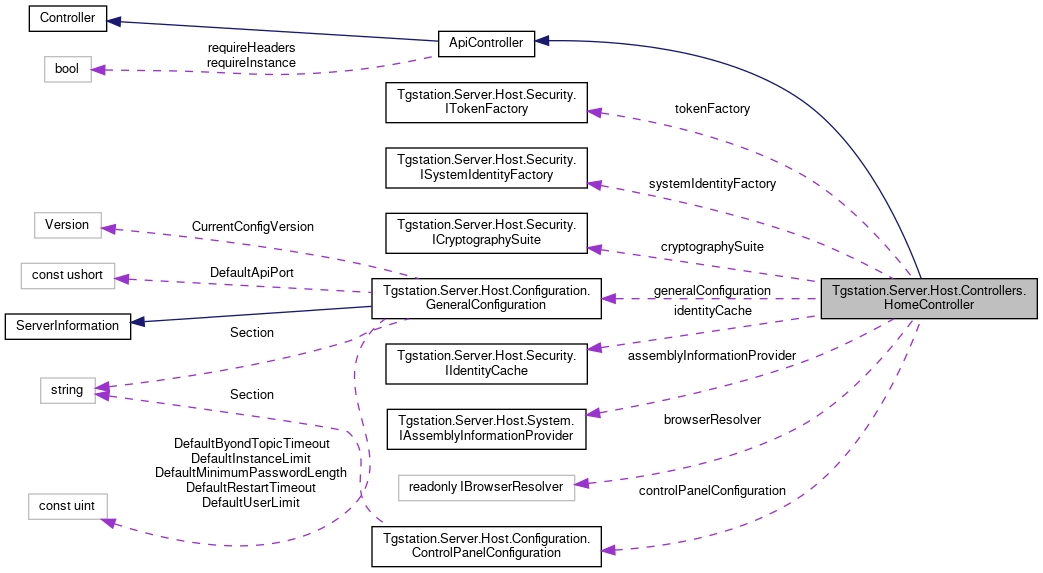 Controller
ApiController
requireHeaders
requireInstance
bool
Tgstation.Server.Host.Security.
ITokenFactory
tokenFactory
Tgstation.Server.Host.Security.
ISystemIdentityFactory
systemIdentityFactory
Version
CurrentConfigVersion
Tgstation.Server.Host.Security.
ICryptographySuite
cryptographySuite
const ushort
DefaultApiPort
Tgstation.Server.Host.Configuration.
GeneralConfiguration
generalConfiguration
Tgstation.Server.Host.Controllers.
HomeController
ServerInformation
identityCache
Section
Tgstation.Server.Host.Security.
IIdentityCache
assemblyInformationProvider
string
Section
Tgstation.Server.Host.System.
IAssemblyInformationProvider
browserResolver
DefaultByondTopicTimeout
DefaultInstanceLimit
DefaultMinimumPasswordLength
DefaultRestartTimeout
DefaultUserLimit
readonly IBrowserResolver
controlPanelConfiguration
const uint
Tgstation.Server.Host.Configuration.
ControlPanelConfiguration